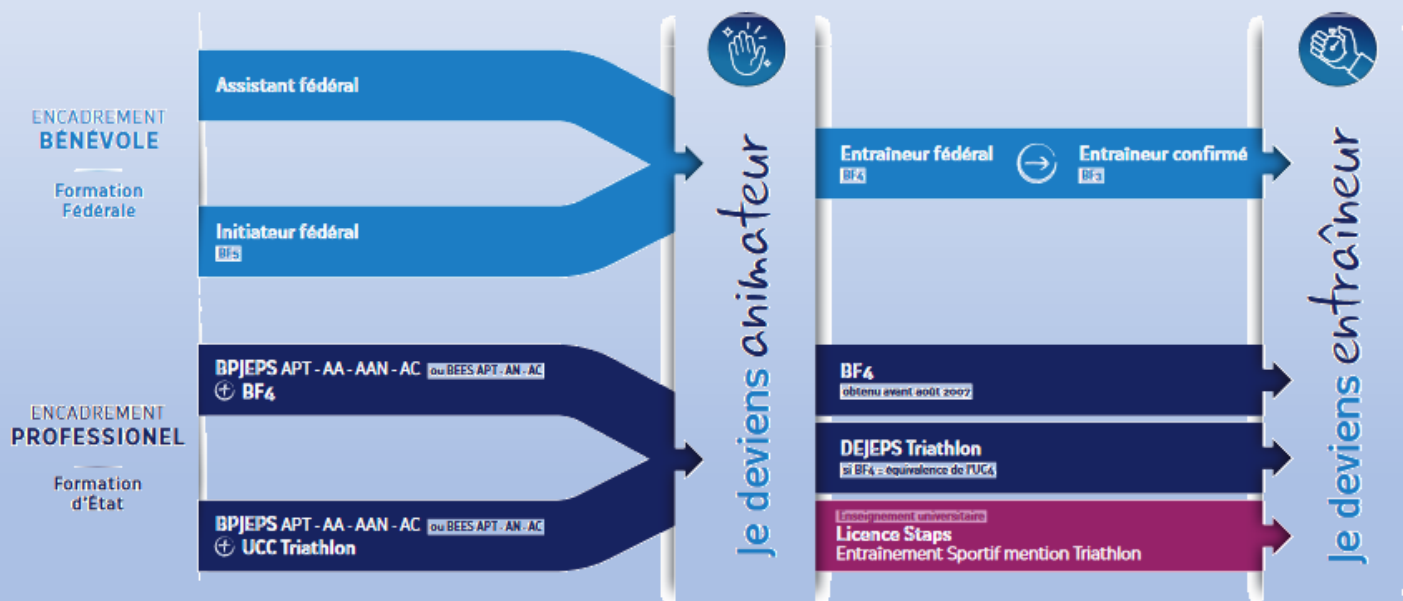 ENCADREMENT
BÉNÉVOLE
Formation
Fédérale
Assistant fédéral
Initiateur fédéral
BF5
ENCADREMENT
PROFESSIONEL
Formation
d'État
BPJEPS APT - AA - AAN - AC ou BEES APT - AN - AC
+ BF4
BPJEPS APT - AA - AAN - AC ou BEES APT - AN - AC
+ UCC Triathlon
Je deviens animateur
Entraîneur fédéral
BF4
Entraîneur confirmé
BF3
BF4
obtenu avant août 2007
DEJEPS Triathlon
si BF4 = équivalence de l'UC4
Enseignement universitaire
Licence Staps
Entraînement Sportif mention Triathlon
Je deviens entraîneur